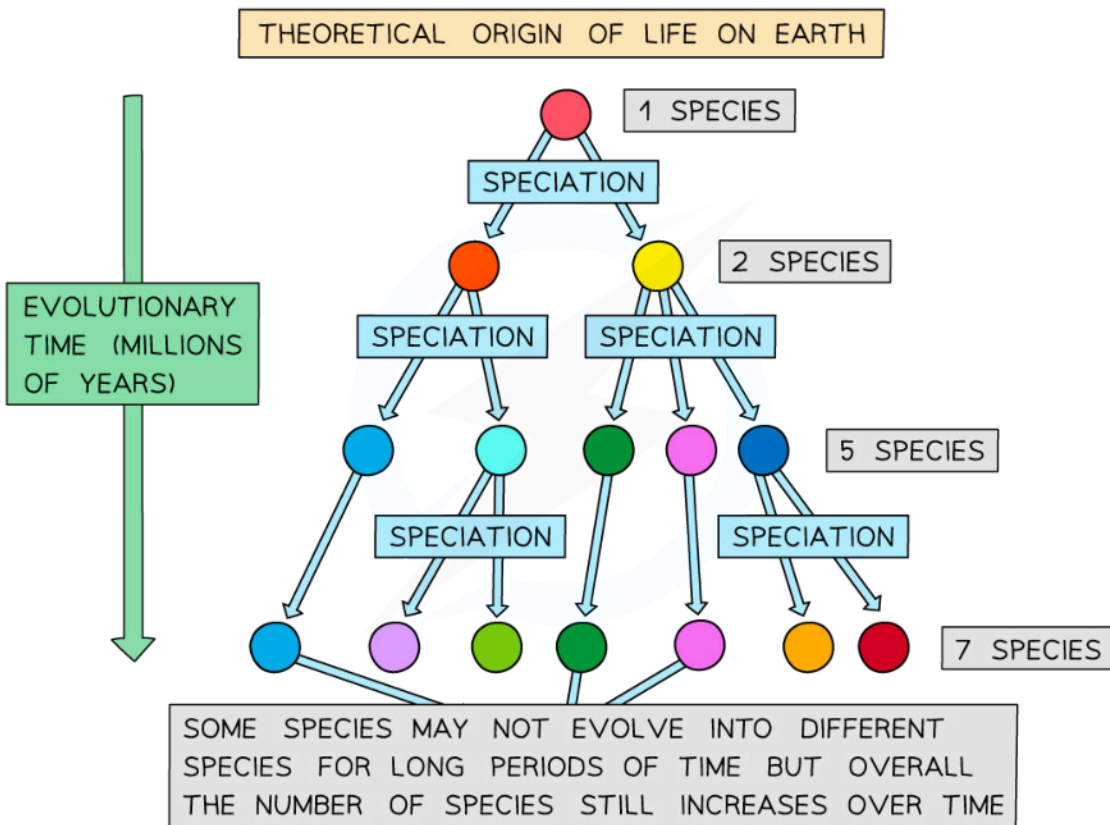 THEORETICAL ORIGIN OF LIFE ON EARTH
1 SPECIES
SPECIATION
2 SPECIES
EVOLUTIONARY
TIME (MILLIONS
OF YEARS)
SPECIATION
SPECIATION
5 SPECIES
SPECIATION
SPECIATION
7 SPECIES
SOME SPECIES MAY NOT EVOLVE INTO DIFFERENT
SPECIES FOR LONG PERIODS OF TIME BUT OVERALL
THE NUMBER OF SPECIES STILL INCREASES OVER TIME